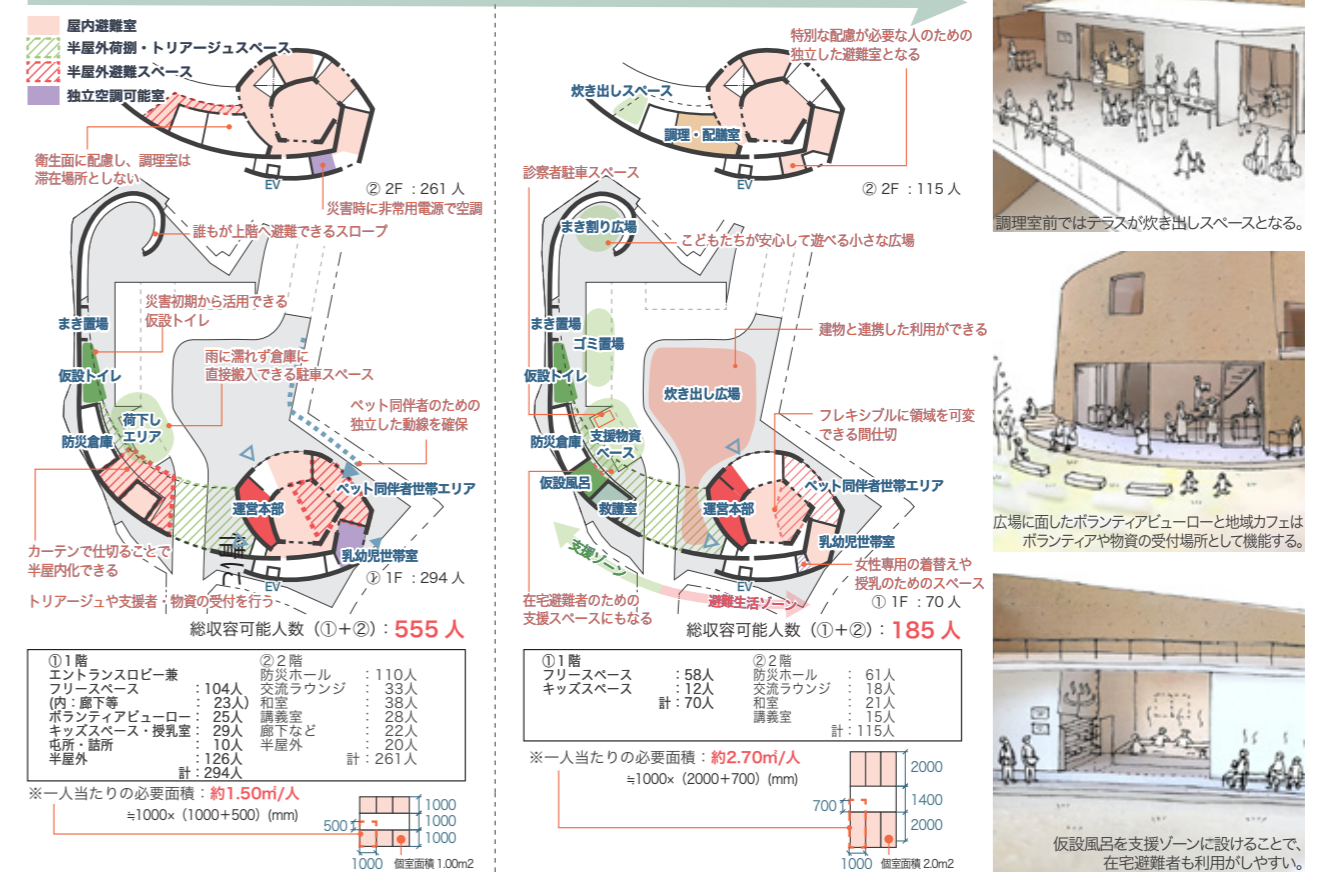 屋内避難室
半屋外荷捌・トリアージュスペース
半屋外避難スペース
独立空調可能室
衛生面に配慮し、調理室は
滞在場所としない
EV
② 2F ：261 人
災害時に非常用電源で空調
誰もが上階へ避難できるスロープ
災害初期から活用できる
仮設トイレ
まき置場
雨に濡れず倉庫に
直接搬入できる駐車スペース
仮設トイレ
ペット同伴者のための
独立した動線を確保
荷下し
エリア
防災倉庫
ペット同伴者世帯エリア
運営本部
乳幼児世帯室
カーテンで仕切ることで
半屋内化できる
EV
① 1F：294 人
トリアージュや支援者・物資の受付を行う
総収容可能人数（①＋②）：555 人
①１階
エントランスロビー兼
フリースペース ：104人
(内：廊下等 ： 23人)
ボランティアビューロー： 25人
キッズスペース・授乳室： 29人
屯所・詰所 ： 10人
半屋外 ：126人
計：294人
②２階
防災ホール ：110人
交流ラウンジ ： 33人
和室 ： 38人
講義室 ： 28人
廊下など ： 22人
半屋外 ： 20人
計：261人
※一人当たりの必要面積：約1.50㎡/人
≒1000×（1000＋500）(mm)
1000
1000
500
1000
1000
個室面積 1.00m2
特別な配慮が必要な人のための
独立した避難室となる
炊き出しスペース
調理・配膳室
診察者駐車スペース
EV
② 2F ：115 人
まき割り広場
こどもたちが安心して遊べる小さな広場
まき置場
ゴミ置場
建物と連携した利用ができる
仮設トイレ
炊き出し広場
フレキシブルに領域を可変
できる間仕切
防災倉庫
支援物資
ベース
仮設風呂
ペット同伴者世帯エリア
救護室
運営本部
乳幼児世帯室
支援ゾーン
女性専用の着替えや
授乳のためのスペース
EV
在宅避難者のための
支援スペースにもなる
避難生活ゾーン
① 1F：70 人
総収容可能人数（①＋②）：185 人
①１階
フリースペース ：58人
キッズスペース ：12人
計：70人
②２階
防災ホール ： 61人
交流ラウンジ ： 18人
和室 ： 21人
講義室 ： 15人
計：115人
※一人当たりの必要面積：約2.70㎡/人
≒1000×（2000＋700）(mm)
2000
700
1400
2000
1000
個室面積 2.0m2
調理室前ではテラスが炊き出しスペースとなる。
広場に面したボランティアビューローと地域カフェは
ボランティアや物資の受付場所として機能する。
仮設風呂を支援ゾーンに設けることで、
在宅避難者も利用がしやすい。